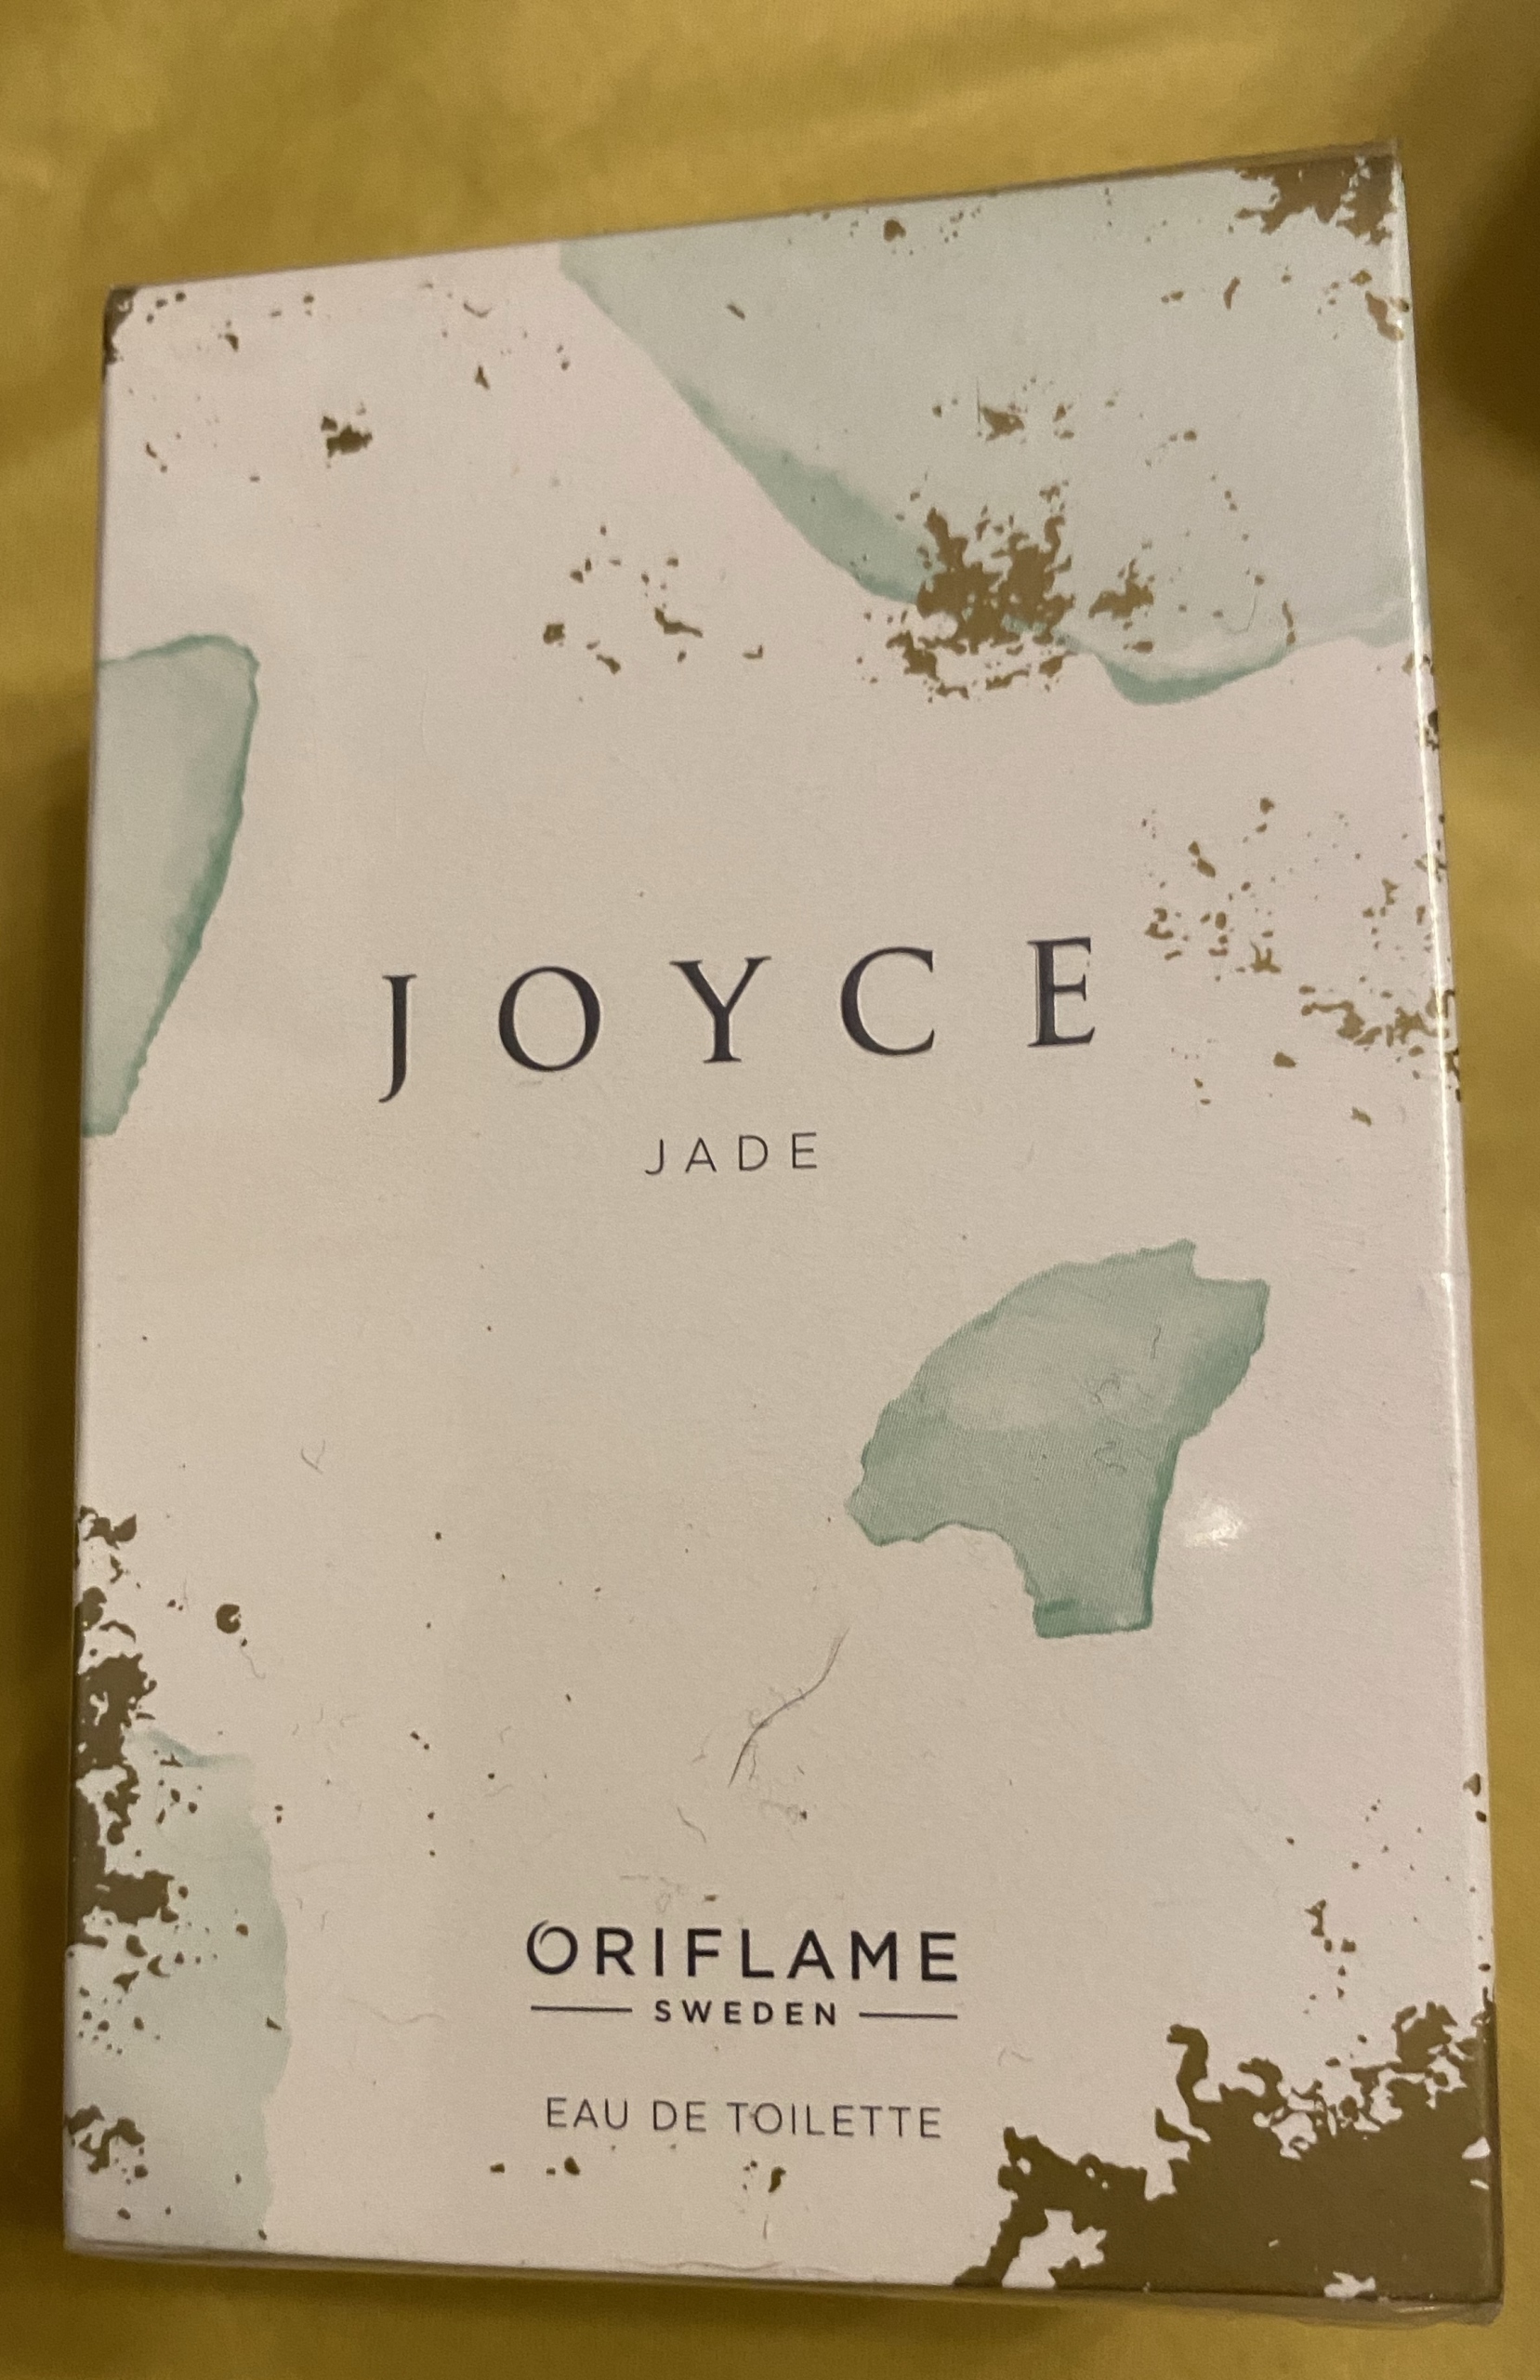 JOYCE
JADE
ORIFLAME
SWEDEN
EAU DE TOILETTE